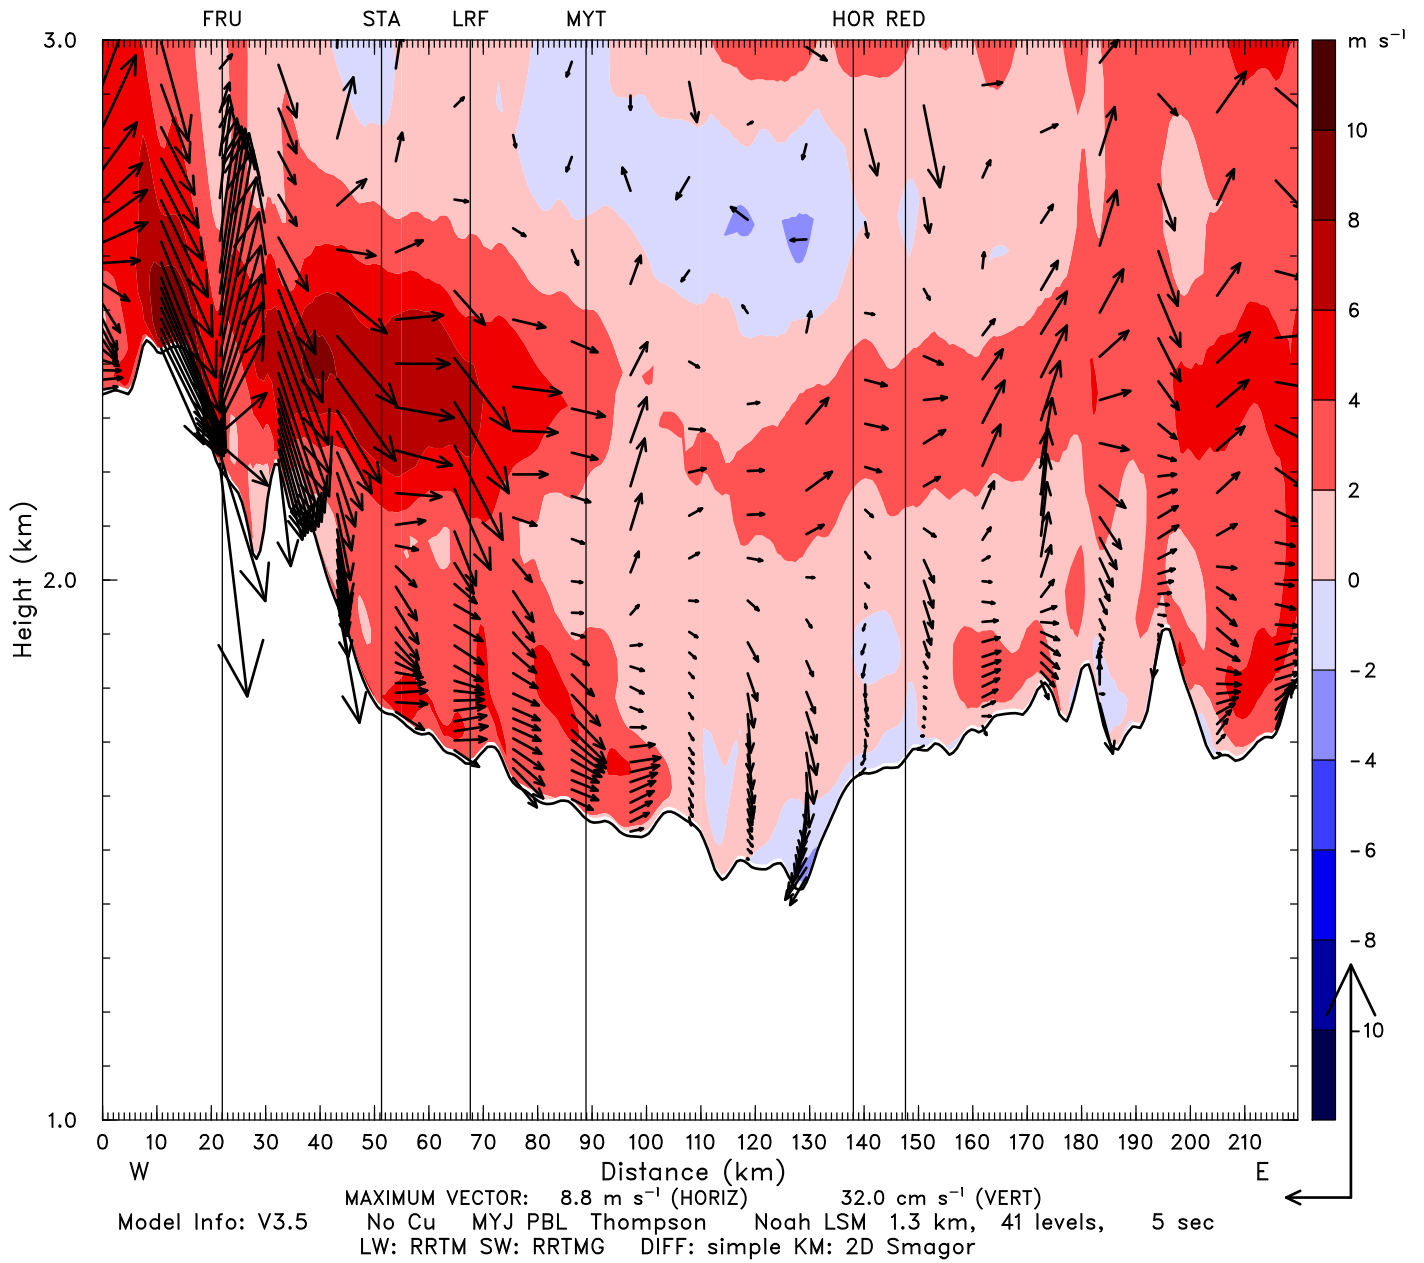 FRU STA LRF MYT HOR RED
3.0
m s⁻¹
10
8
6
4
2.0
2
0
-2
-4
-6
-8
-10
Height (km)
1.0
0 10 20 30 40 50 60 70 80 90 100 110 120 130 140 150 160 170 180 190 200 210
W Distance (km) E
MAXIMUM VECTOR: 8.8 m s⁻¹ (HORIZ) 32.0 cm s⁻¹ (VERT)
Model Info: V3.5 No Cu MYJ PBL Thompson Noah LSM 1.3 km, 41 levels, 5 sec
LW: RRTM SW: RRTMG DIFF: simple KM: 2D Smagor